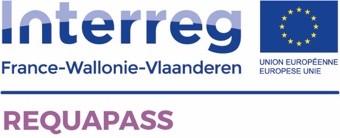 Interreg
France-Wallonie-Vlaanderen
UNION EUROPÉENNE
EUROPESE UNIE
REQUAPASS